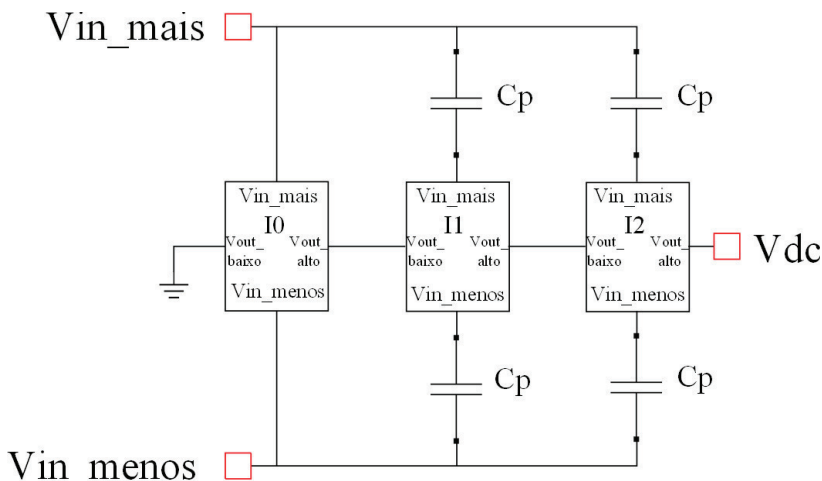 Vin_mais
Cp
Cp
Vin_mais
I0
Vout_
baixo
Vout_
alto
Vin_menos
Vin_mais
I1
Vout_
baixo
Vout_
alto
Vin_menos
Vin_mais
I2
Vout_
baixo
Vout_
alto
Vin_menos
Vdc
Cp
Cp
Vin_menos